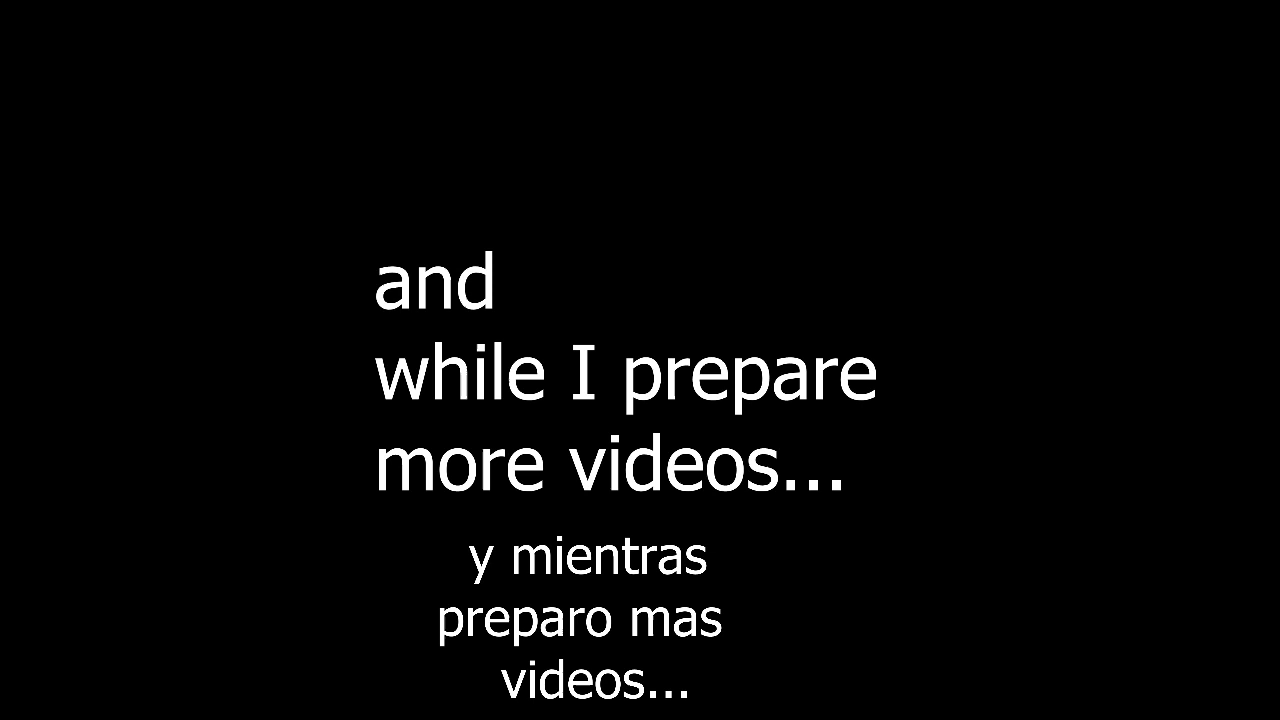 and
while I prepare
more videos...
y mientras
preparo mas
videos...